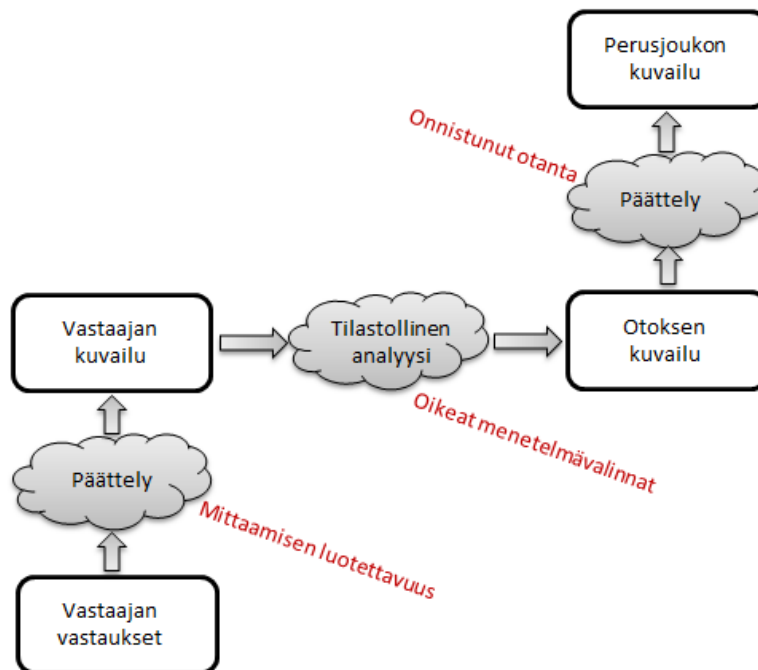 Perusjoukon
kuvailu
Onnistunut otanta
Päättely
Vastaajan
kuvailu
Tilastollinen
analyysi
Otoksen
kuvailu
Oikeat menetelmävalinnat
Päättely
Mittaamisen luotettavuus
Vastaajan
vastaukset